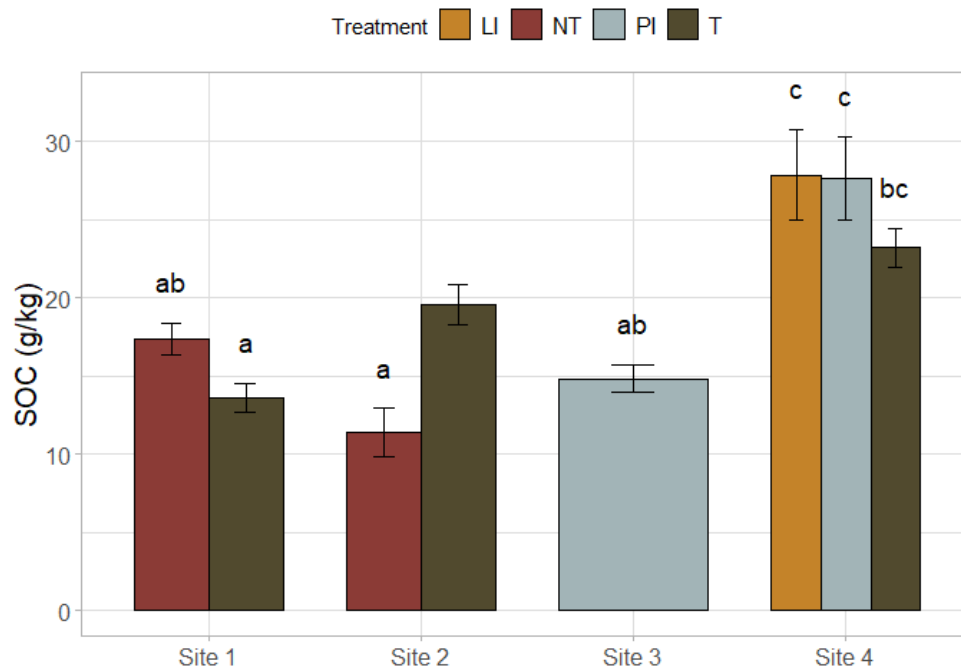 Treatment LI NT PI T
SOC (g/kg)
30
20
10
0
ab
a
a
ab
c
c
bc
Site 1 Site 2 Site 3 Site 4